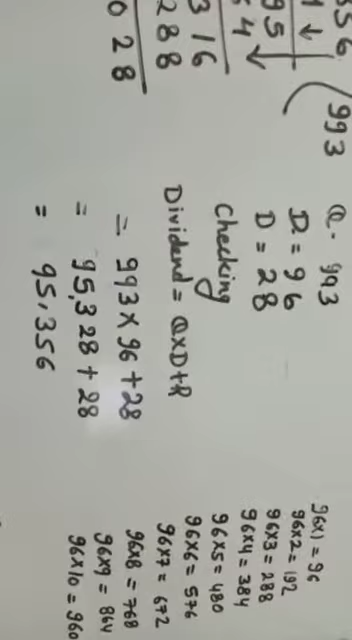 356 ( 993
↓
95
4 ↓
316
288
028
Q. 993
D = 96
D = 28
Checking
Dividend = Q×D+R
= 993 × 96 + 28
= 95,328 + 28
= 95,356
96×1 = 96
96×2 = 192
96×3 = 288
96×4 = 384
96×5 = 480
96×6 = 576
96×7 = 672
96×8 = 768
96×9 = 864
96×10 = 960